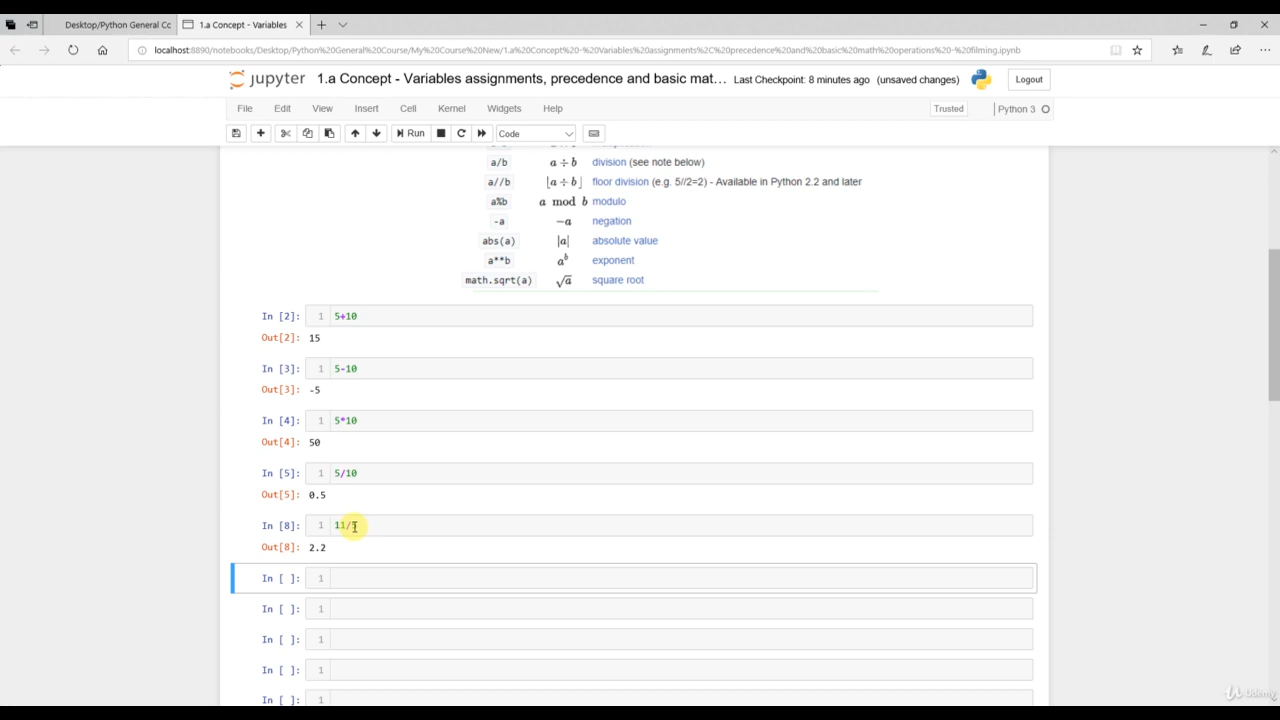 Desktop/Python General Cc
1.a Concept - Variables
localhost:8890/notebooks/Desktop/Python%20General%20Course/My%20Course%20New/1.a%20Concept%20-%20Variables%20assignments%2C%20precedence%20and%20basic%20math%20operations%20-%20filming.ipynb
jupyter 1.a Concept - Variables assignments, precedence and basic mat... Last Checkpoint: 8 minutes ago (unsaved changes) Logout
File Edit View Insert Cell Kernel Widgets Help Trusted Python 3
Run Code
a/b a ÷ b division (see note below)
a//b ⌊a ÷ b⌋ floor division (e.g. 5//2=2) - Available in Python 2.2 and later
a%b a mod b modulo
-a −a negation
abs(a) |a| absolute value
a**b a^b exponent
math.sqrt(a) √a square root
In [2]: 1 5+10
Out[2]: 15
In [3]: 1 5-10
Out[3]: -5
In [4]: 1 5*10
Out[4]: 50
In [5]: 1 5/10
Out[5]: 0.5
In [8]: 1 11/5
Out[8]: 2.2
In [ ]: 1
In [ ]: 1
In [ ]: 1
In [ ]: 1
In [ ]: 1
Udemy